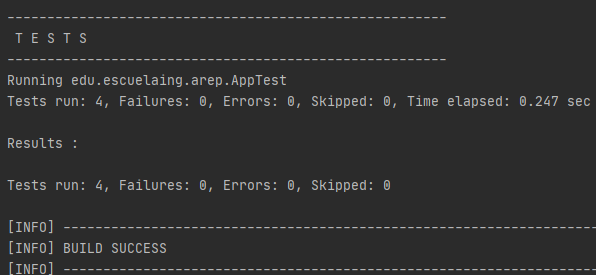 -------------------------------------------------------
 T E S T S
-------------------------------------------------------
Running edu.escuelaing.arep.AppTest
Tests run: 4, Failures: 0, Errors: 0, Skipped: 0, Time elapsed: 0.247 sec
Results :
Tests run: 4, Failures: 0, Errors: 0, Skipped: 0
[INFO] -------------------------------------------------------------------
[INFO] BUILD SUCCESS
[INFO] -------------------------------------------------------------------